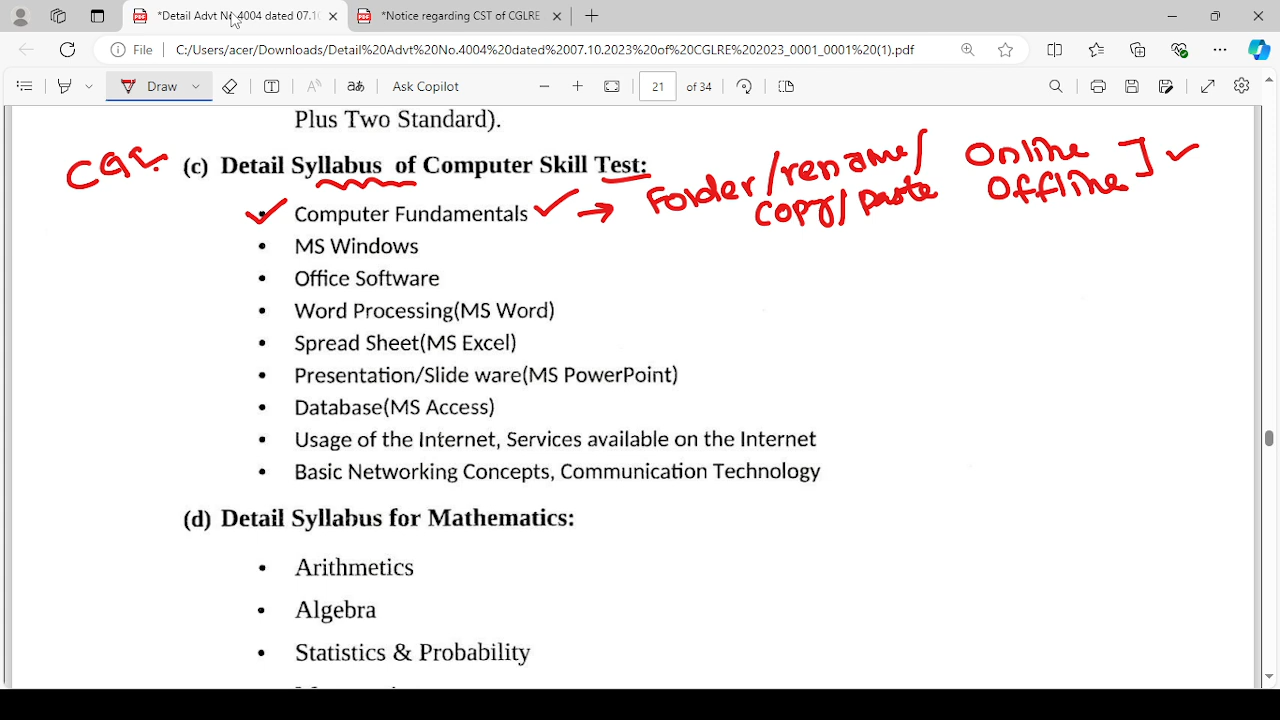 *Detail Advt No.4004 dated 07.10
*Notice regarding CST of CGLRE
File
C:/Users/acer/Downloads/Detail%20Advt%20No.4004%20dated%2007.10.2023%20of%20CGLRE%202023_0001_0001%20(1).pdf
Draw
Ask Copilot
21 of 34
Plus Two Standard).
CGL (c) Detail Syllabus of Computer Skill Test:
Folder/rename/ Online
copy/paste Offline
• Computer Fundamentals
• MS Windows
• Office Software
• Word Processing(MS Word)
• Spread Sheet(MS Excel)
• Presentation/Slide ware(MS PowerPoint)
• Database(MS Access)
• Usage of the Internet, Services available on the Internet
• Basic Networking Concepts, Communication Technology
(d) Detail Syllabus for Mathematics:
• Arithmetics
• Algebra
• Statistics & Probability